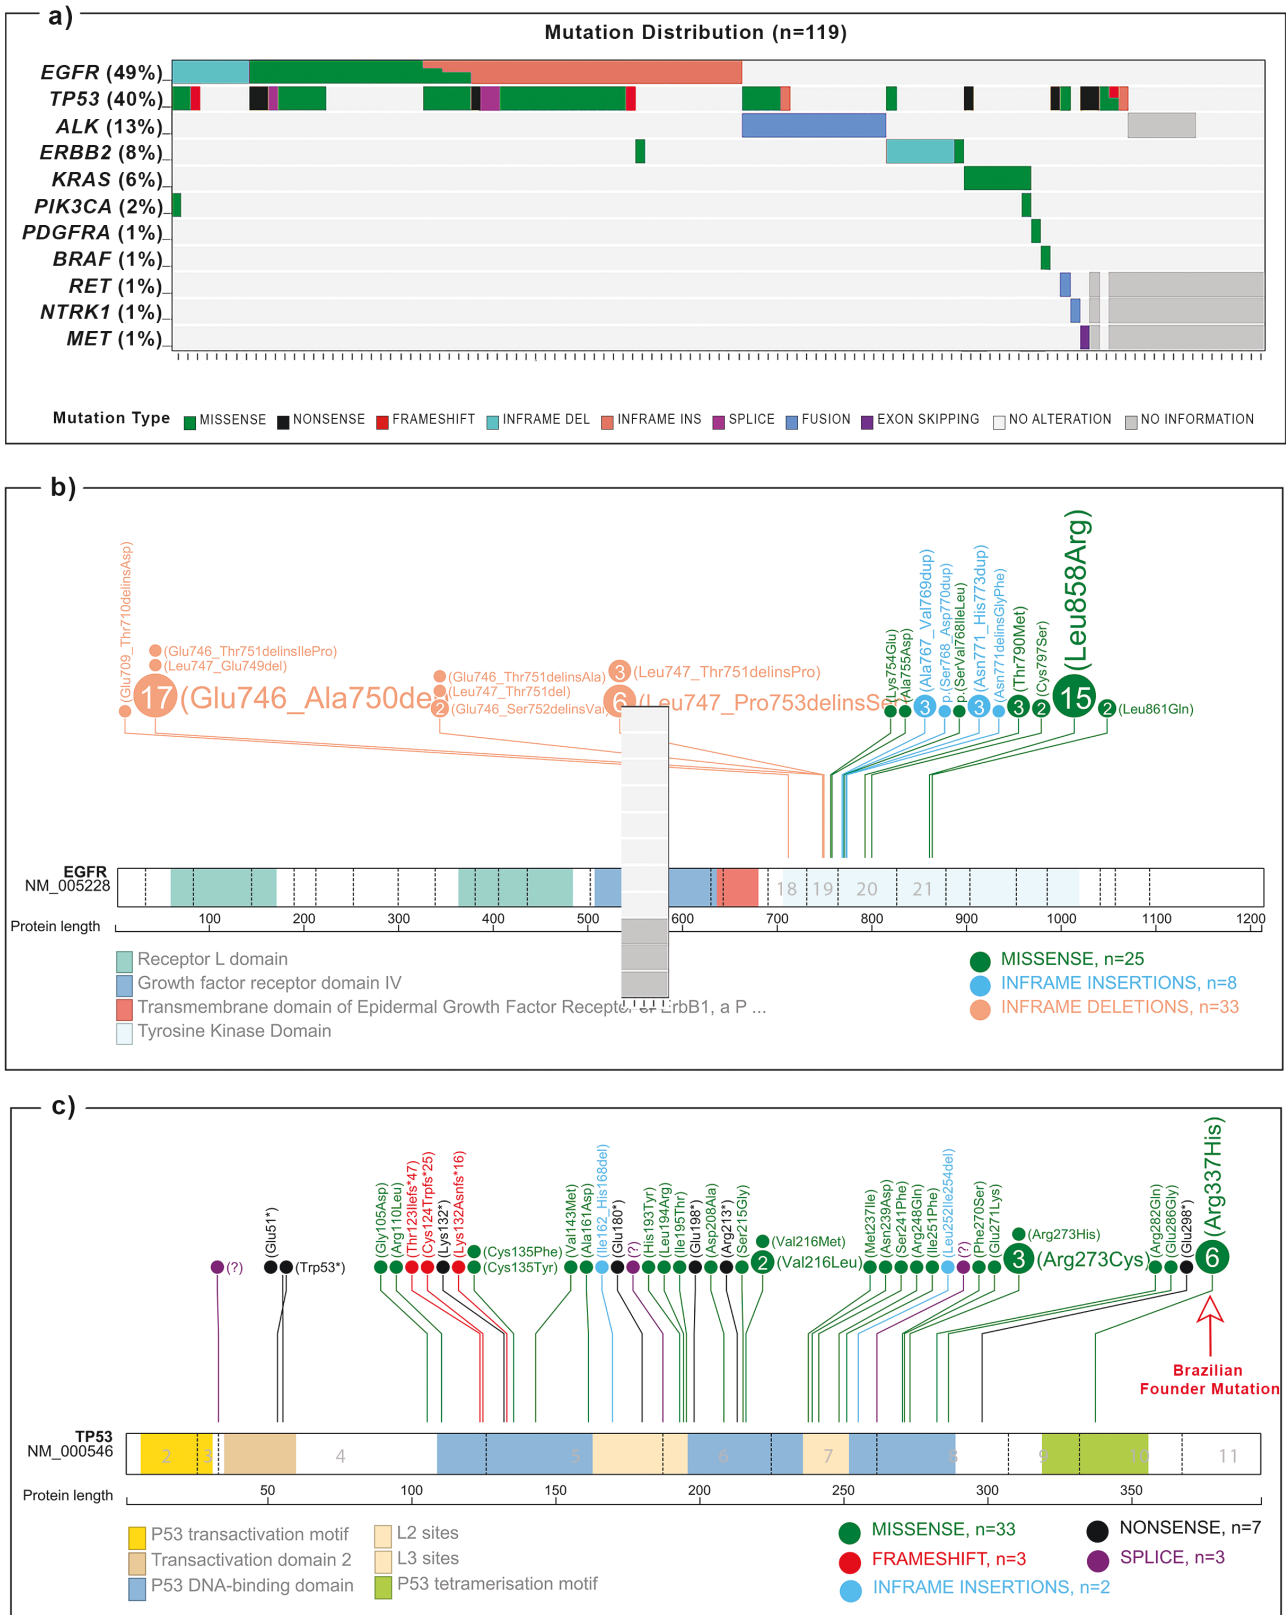 a)
Mutation Distribution (n=119)
EGFR (49%)
TP53 (40%)
ALK (13%)
ERBB2 (8%)
KRAS (6%)
PIK3CA (2%)
PDGFRA (1%)
BRAF (1%)
RET (1%)
NTRK1 (1%)
MET (1%)
Mutation Type MISSENSE NONSENSE FRAMESHIFT INFRAME DEL INFRAME INS SPLICE FUSION EXON SKIPPING NO ALTERATION NO INFORMATION
b)
(Glu709_Thr710delinsAsp)
(Glu746_Thr751delinsIlePro)
(Leu747_Glu749del)
17 (Glu746_Ala750de
(Glu746_Thr751delinsAla)
(Leu747_Thr751del)
2 (Glu746_Ser752delinsVal)
3 (Leu747_Thr751delinsPro)
6 (Leu747_Pro753delinsSer
(Lys754Glu)
(Ala755Asp)
3 (Ala767_Val769dup)
p.(Ser768_Asp770dup)
p.(SerVal768IleLeu)
3 (Asn771_His773dup)
(Asn771delinsGlyPhe)
3 (Thr790Met)
2 (Cys797Ser)
15 (Leu858Arg)
2 (Leu861Gln)
EGFR
NM_005228
18 19 20 21
Protein length 100 200 300 400 500 600 700 800 900 1000 1100 1200
Receptor L domain
Growth factor receptor domain IV
Transmembrane domain of Epidermal Growth Factor Receptor or ErbB1, a P ...
Tyrosine Kinase Domain
MISSENSE, n=25
INFRAME INSERTIONS, n=8
INFRAME DELETIONS, n=33
c)
(?)
(Glu51*)
(Trp53*)
(Gly105Asp)
(Arg110Leu)
(Thr123Ilefs*47)
(Cys124Trpfs*25)
(Lys132*)
(Lys132Asnfs*16)
(Cys135Phe)
(Cys135Tyr)
(Val143Met)
(Ala161Asp)
(Ile162_His168del)
(Glu180*)
(?)
(His193Tyr)
(Leu194Arg)
(Ile195Thr)
(Glu198*)
(Asp208Ala)
(Arg213*)
(Ser215Gly)
(Val216Met)
2 (Val216Leu)
(Met237Ile)
(Asn239Asp)
(Ser241Phe)
(Arg248Gln)
(Ile251Phe)
(Leu252Ile254del)
(?)
(Phe270Ser)
(Glu271Lys)
(Arg273His)
3 (Arg273Cys)
(Arg282Gln)
(Glu286Gly)
(Glu298*)
6 (Arg337His)
Brazilian
Founder Mutation
TP53
NM_000546
2 3 4 5 6 7 8 9 10 11
Protein length 50 100 150 200 250 300 350
P53 transactivation motif
Transactivation domain 2
P53 DNA-binding domain
L2 sites
L3 sites
P53 tetramerisation motif
MISSENSE, n=33
FRAMESHIFT, n=3
INFRAME INSERTIONS, n=2
NONSENSE, n=7
SPLICE, n=3